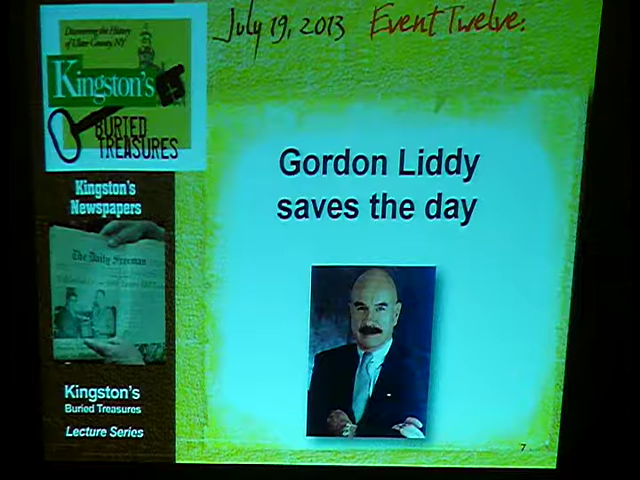 July 19, 2013 Event Twelve.
Discovering the History
of Ulster County, NY
Kingston's
BURIED
TREASURES
Kingston's
Newspapers
The Daily Freeman
Kingston's
Buried Treasures
Lecture Series
Gordon Liddy
saves the day
7